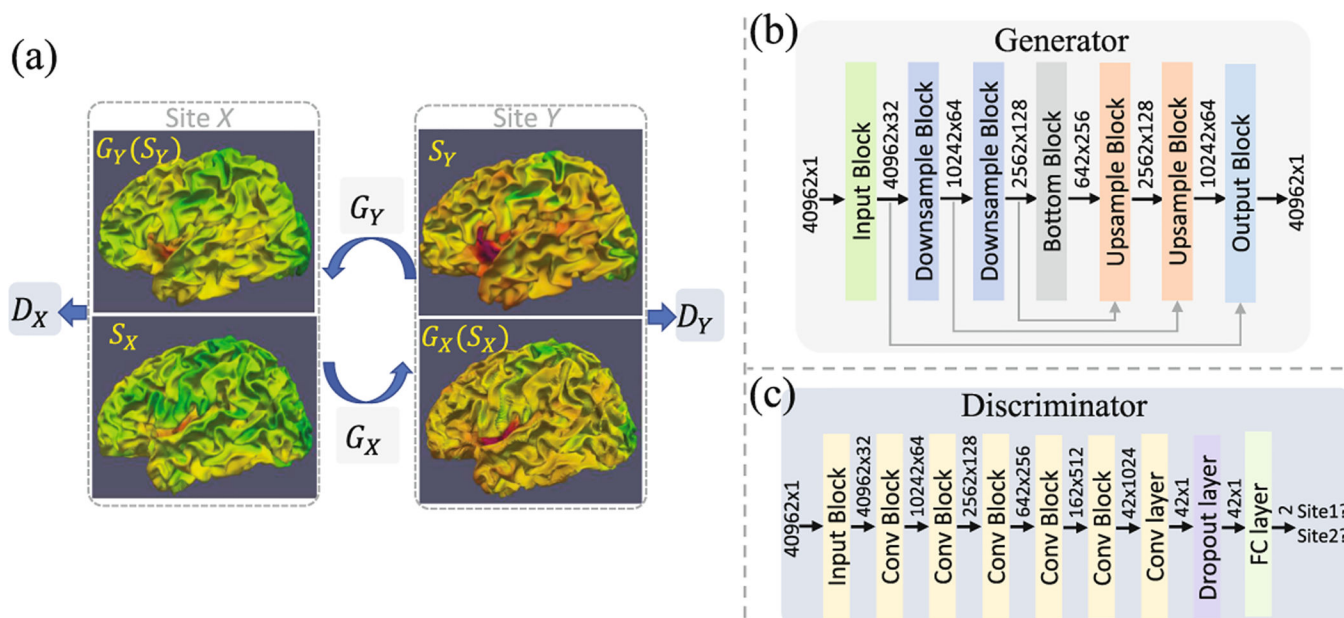 (a)
Site X
Site Y
G_Y(S_Y)
S_Y
G_Y
D_X
D_Y
S_X
G_X(S_X)
G_X
(b)
Generator
40962x1
Input Block
40962x32
Downsample Block
10242x64
Downsample Block
2562x128
Bottom Block
642x256
Upsample Block
2562x128
Upsample Block
10242x64
Output Block
40962x1
(c)
Discriminator
40962x1
Input Block
40962x32
Conv Block
10242x64
Conv Block
2562x128
Conv Block
642x256
Conv Block
162x512
Conv Block
42x1024
Conv layer
42x1
Dropout layer
42x1
FC layer
2
Site1?
Site2?